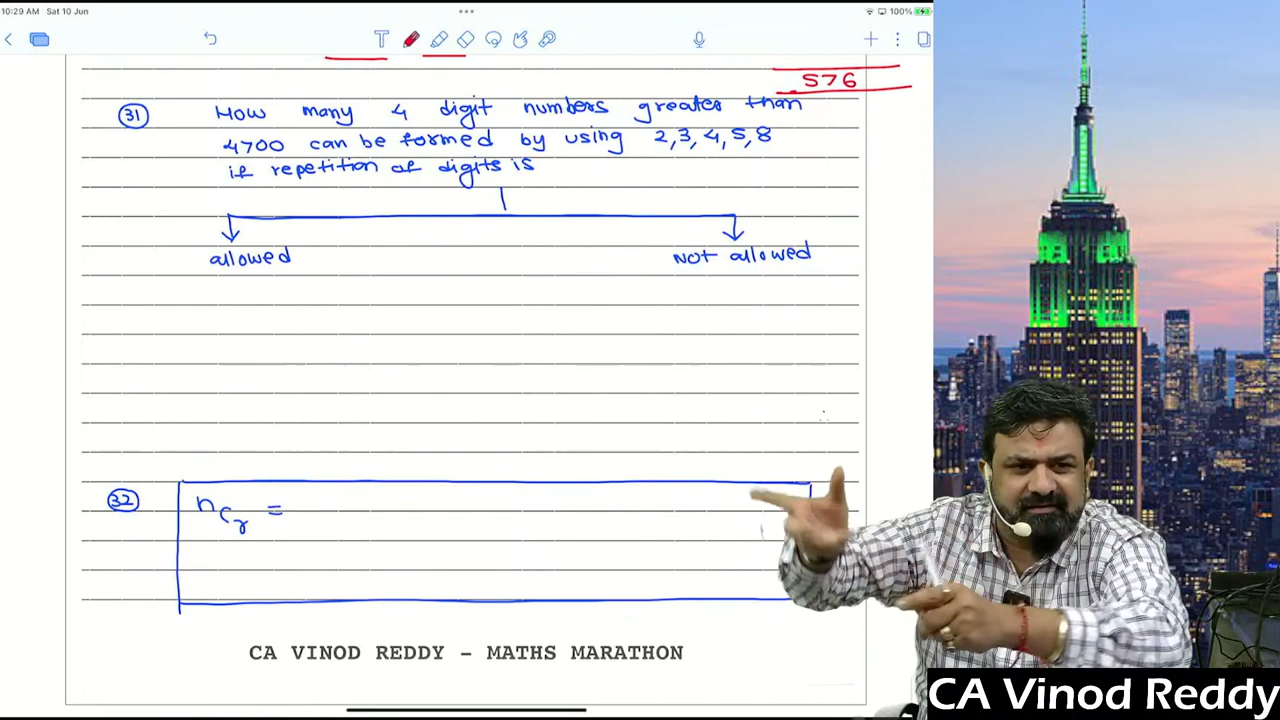 10:29 AM Sat 10 Jun
100%
T
576
31 How many 4 digit numbers greater than
4700 can be formed by using 2,3,4,5,8
if repetition of digits is
allowed
Not allowed
32 nCr =
CA VINOD REDDY - MATHS MARATHON
CA Vinod Reddy